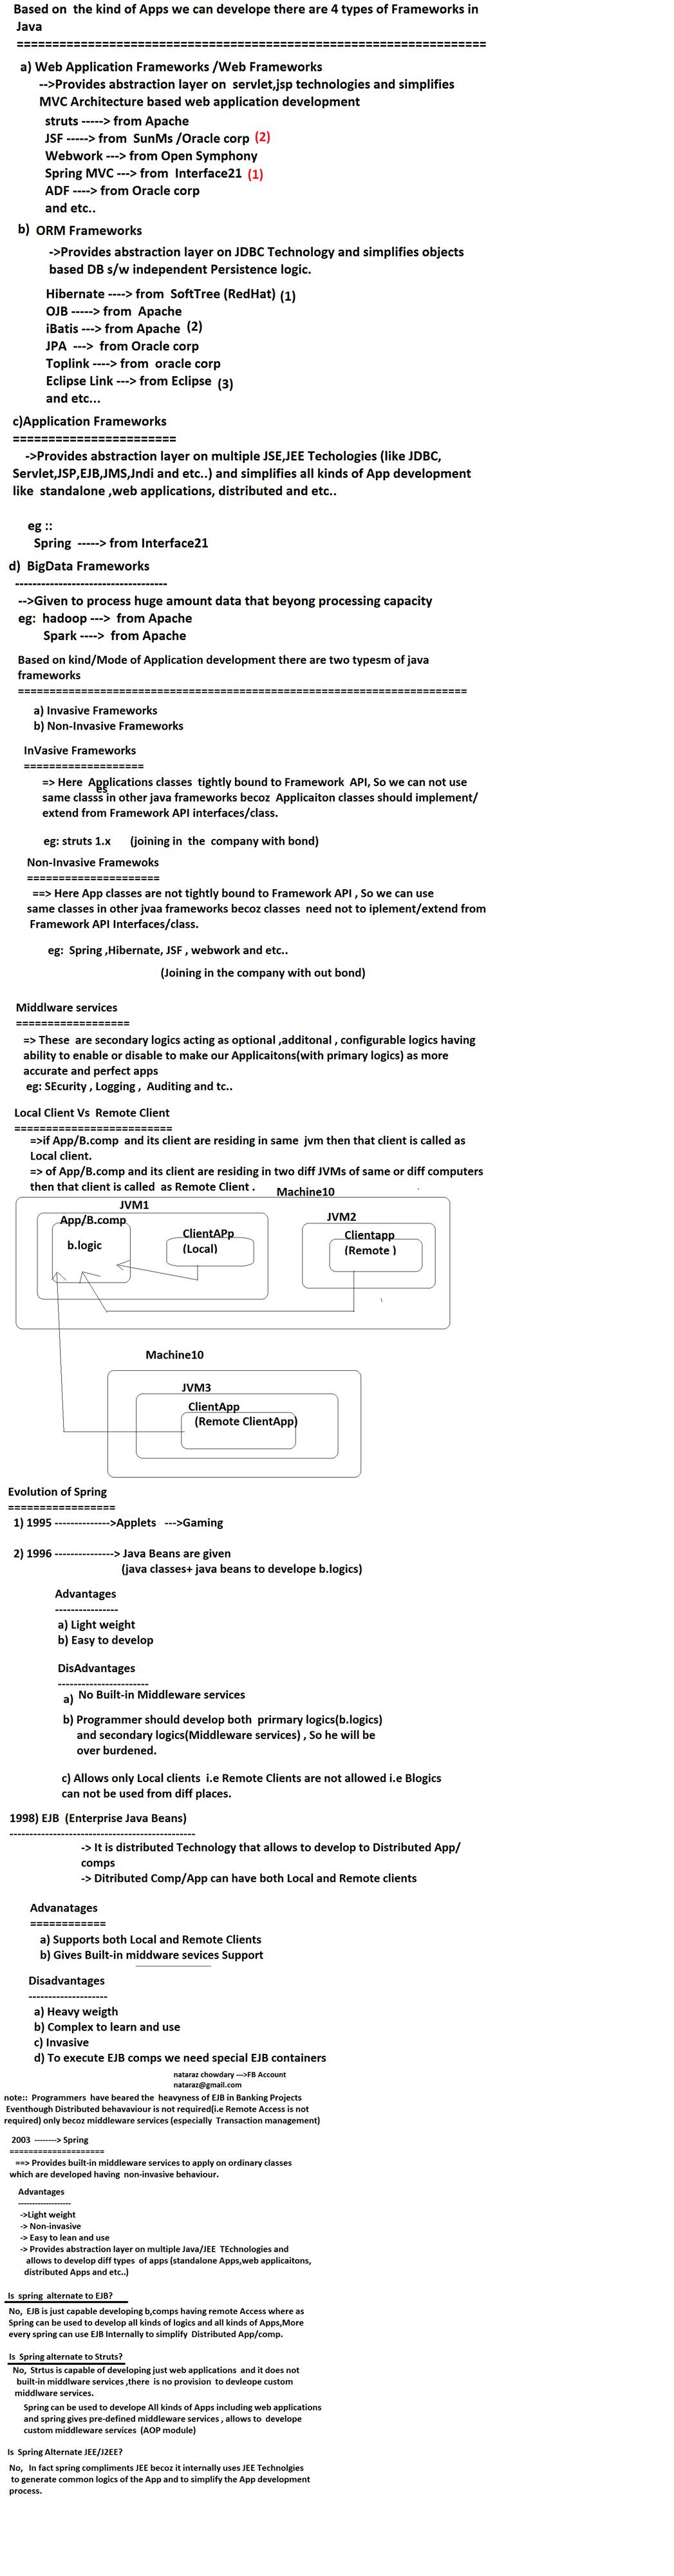 Based on the kind of Apps we can develope there are 4 types of Frameworks in
Java
==================================================================
a) Web Application Frameworks /Web Frameworks
-->Provides abstraction layer on servlet,jsp technologies and simplifies
MVC Architecture based web application development
struts -----> from Apache
JSF -----> from SunMs /Oracle corp (2)
Webwork ---> from Open Symphony
Spring MVC ---> from Interface21 (1)
ADF ----> from Oracle corp
and etc..
b) ORM Frameworks
->Provides abstraction layer on JDBC Technology and simplifies objects
based DB s/w independent Persistence logic.
Hibernate ----> from SoftTree (RedHat) (1)
OJB -----> from Apache
iBatis ---> from Apache (2)
JPA ---> from Oracle corp
Toplink ----> from oracle corp
Eclipse Link ---> from Eclipse (3)
and etc...
c)Application Frameworks
=======================
->Provides abstraction layer on multiple JSE,JEE Techologies (like JDBC,
Servlet,JSP,EJB,JMS,Jndi and etc..) and simplifies all kinds of App development
like standalone ,web applications, distributed and etc..
eg ::
Spring -----> from Interface21
d) BigData Frameworks
-----------------------------------
-->Given to process huge amount data that beyong processing capacity
eg: hadoop ---> from Apache
Spark ----> from Apache
Based on kind/Mode of Application development there are two typesm of java
frameworks
===========================================================================
a) Invasive Frameworks
b) Non-Invasive Frameworks
InVasive Frameworks
====================
=> Here Applications classes tightly bound to Framework API, So we can not use
es
same classs in other java frameworks becoz Applicaiton classes should implement/
extend from Framework API interfaces/class.
eg: struts 1.x (joining in the company with bond)
Non-Invasive Framewoks
======================
==> Here App classes are not tightly bound to Framework API , So we can use
same classes in other jvaa frameworks becoz classes need not to iplement/extend from
Framework API Interfaces/class.
eg: Spring ,Hibernate, JSF , webwork and etc..
(Joining in the company with out bond)
Middlware services
===================
=> These are secondary logics acting as optional ,additonal , configurable logics having
ability to enable or disable to make our Applicaitons(with primary logics) as more
accurate and perfect apps
eg: SEcurity , Logging , Auditing and tc..
Local Client Vs Remote Client
==========================
=>if App/B.comp and its client are residing in same jvm then that client is called as
Local client.
=> of App/B.comp and its client are residing in two diff JVMs of same or diff computers
then that client is called as Remote Client .
Machine10
JVM1
JVM2
App/B.comp
b.logic
ClientAPp
(Local)
Clientapp
(Remote )
Machine10
JVM3
ClientApp
(Remote ClientApp)
Evolution of Spring
==================
1) 1995 -------------->Applets --->Gaming
2) 1996 ---------------> Java Beans are given
(java classes+ java beans to develope b.logics)
Advantages
----------------
a) Light weight
b) Easy to develop
DisAdvantages
-----------------------
a) No Built-in Middleware services
b) Programmer should develop both prirmary logics(b.logics)
and secondary logics(Middleware services) , So he will be
over burdened.
c) Allows only Local clients i.e Remote Clients are not allowed i.e Blogics
can not be used from diff places.
1998) EJB (Enterprise Java Beans)
-----------------------------------------------
-> It is distributed Technology that allows to develop to Distributed App/
comps
-> Ditributed Comp/App can have both Local and Remote clients
Advanatages
============
a) Supports both Local and Remote Clients
b) Gives Built-in middware sevices Support
Disadvantages
--------------------
a) Heavy weigth
b) Complex to learn and use
c) Invasive
d) To execute EJB comps we need special EJB containers
nataraz chowdary --->FB Account
nataraz@gmail.com
note:: Programmers have beared the heavyness of EJB in Banking Projects
Eventhough Distributed behavaviour is not required(i.e Remote Access is not
required) only becoz middleware services (especially Transaction management)
2003 --------> Spring
====================
==> Provides built-in middleware services to apply on ordinary classes
which are developed having non-invasive behaviour.
Advantages
------------------
->Light weight
-> Non-invasive
-> Easy to lean and use
-> Provides abstraction layer on multiple Java/JEE TEchnologies and
allows to develop diff types of apps (standalone Apps,web applicaitons,
distributed Apps and etc..)
Is spring alternate to EJB?
No, EJB is just capable developing b,comps having remote Access where as
Spring can be used to develop all kinds of logics and all kinds of Apps,More
every spring can use EJB Internally to simplify Distributed App/comp.
Is Spring alternate to Struts?
No, Strtus is capable of developing just web applications and it does not
built-in middlware services ,there is no provision to devleope custom
middlware services.
Spring can be used to develope All kinds of Apps including web applications
and spring gives pre-defined middleware services , allows to develope
custom middleware services (AOP module)
Is Spring Alternate JEE/J2EE?
No, In fact spring compliments JEE becoz it internally uses JEE Technolgies
to generate common logics of the App and to simplify the App development
process.